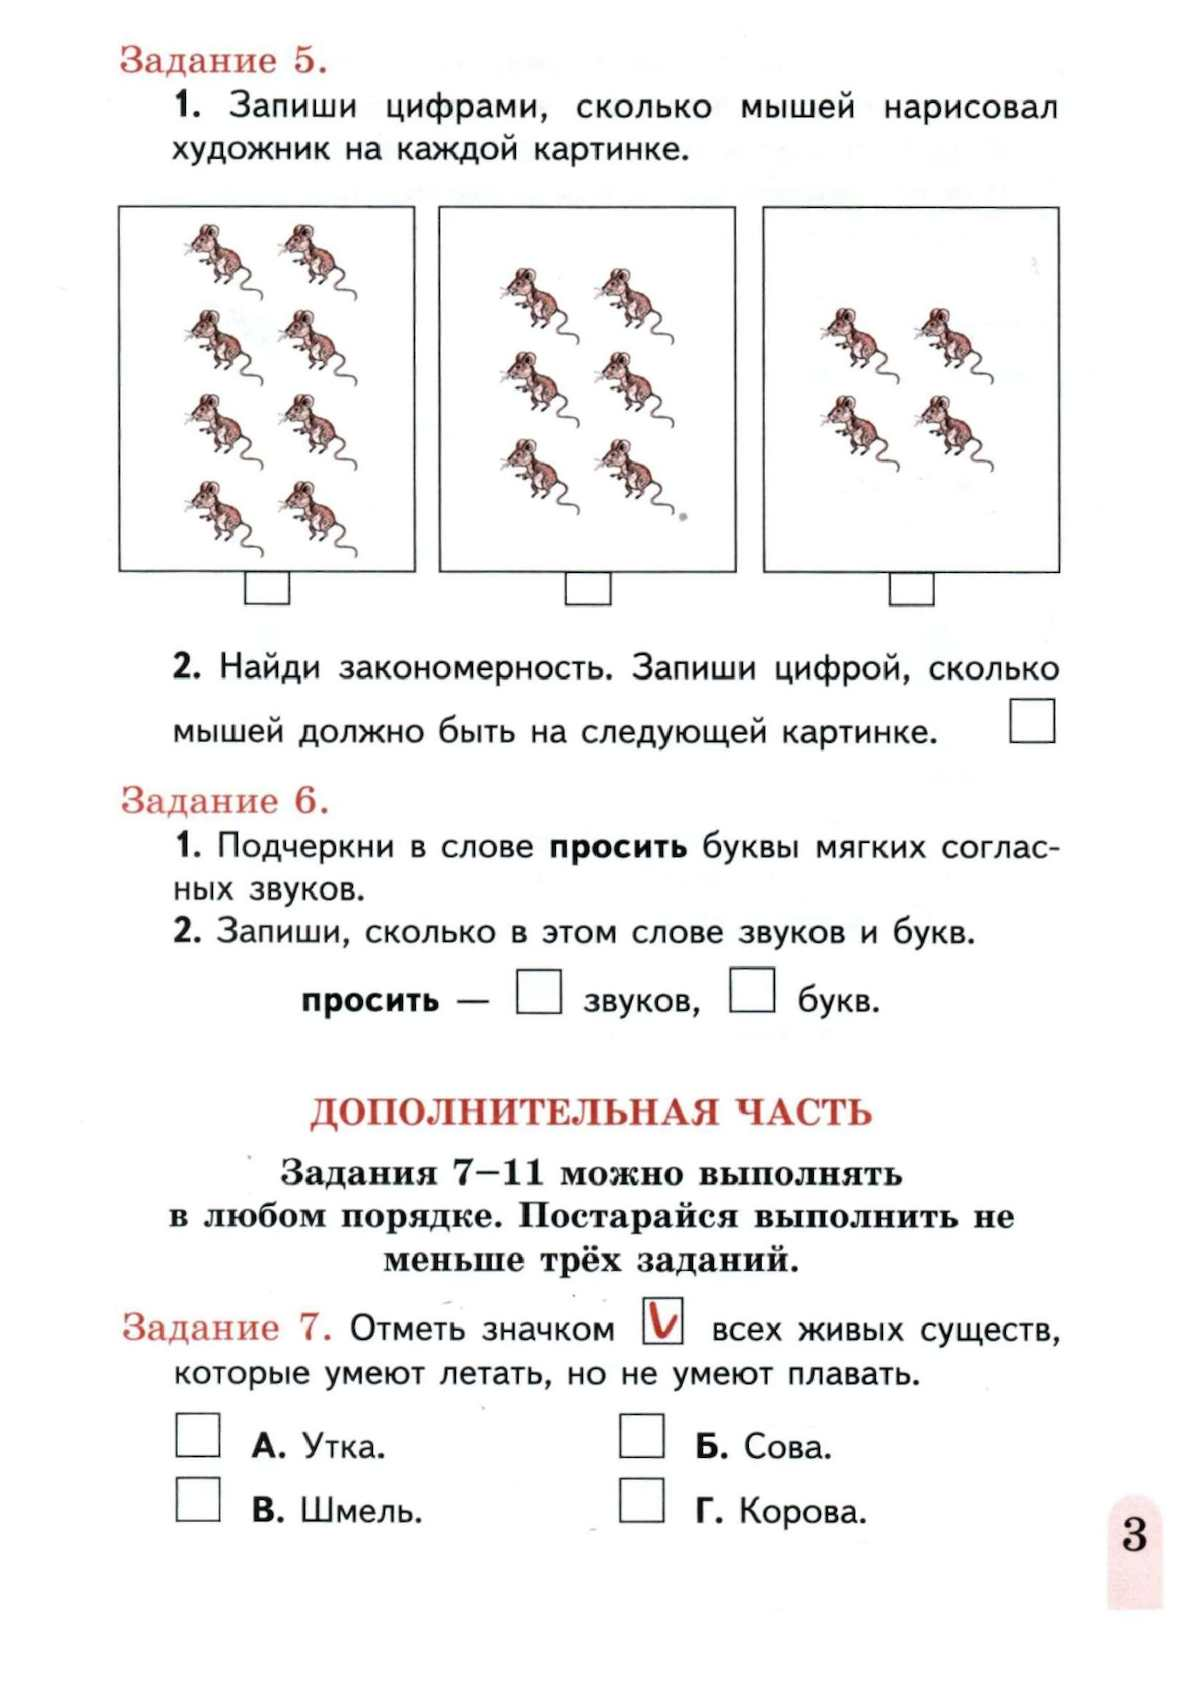 Задание 5.
1. Запиши цифрами, сколько мышей нарисовал
художник на каждой картинке.
2. Найди закономерность. Запиши цифрой, сколько
мышей должно быть на следующей картинке.
Задание 6.
1. Подчеркни в слове просить буквы мягких соглас-
ных звуков.
2. Запиши, сколько в этом слове звуков и букв.
просить — звуков, букв.
ДОПОЛНИТЕЛЬНАЯ ЧАСТЬ
Задания 7—11 можно выполнять
в любом порядке. Постарайся выполнить не
меньше трёх заданий.
Задание 7. Отметь значком всех живых существ,
которые умеют летать, но не умеют плавать.
А. Утка. Б. Сова.
В. Шмель. Г. Корова.
3